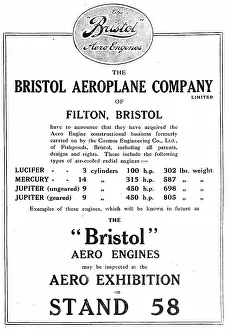 The
"Bristol"
Aero Engines
THE
BRISTOL AEROPLANE COMPANY
LIMITED
OF
FILTON, BRISTOL
have to announce that they have acquired the
Aero Engine constructional business formerly
carried on by the Cosmos Engineering Co., Ltd.,
of Fishponds, Bristol, including all patents,
designs and rights. These include the following
types of air-cooled radial engines:—
LUCIFER - 3 cylinders 100 h.p. 302 lbs. weight
MERCURY - 14 „ 315 h.p. 587 „ „
JUPITER (ungeared) 9 „ 450 h.p. 698 „ „
JUPITER (geared) 9 „ 450 h.p. 805 „ „
Examples of these engines, which will be known in future as
THE
"Bristol"
AERO ENGINES
may be inspected at the
AERO EXHIBITION
on
STAND 58